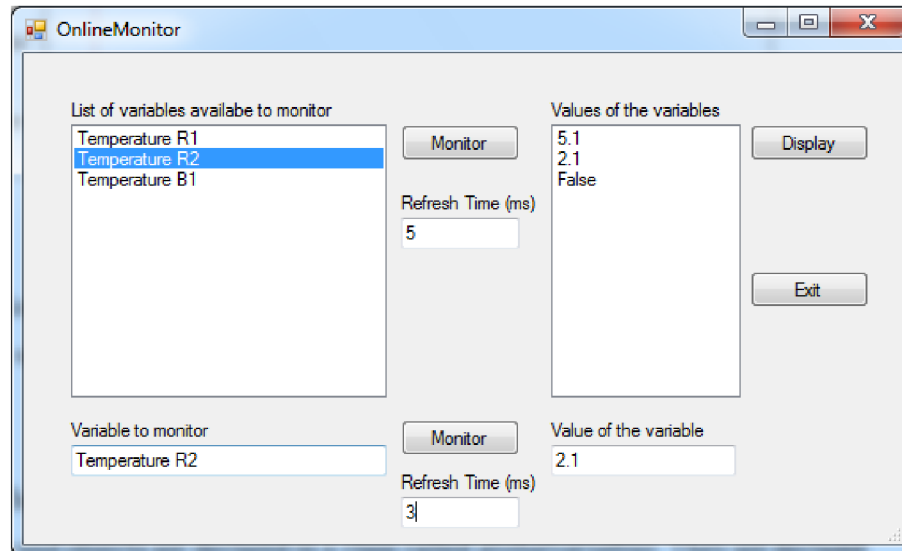 OnlineMonitor
List of variables availabe to monitor
Temperature R1
Temperature R2
Temperature B1
Monitor
Refresh Time (ms)
5
Values of the variables
5.1
2.1
False
Display
Exit
Variable to monitor
Temperature R2
Monitor
Refresh Time (ms)
3
Value of the variable
2.1